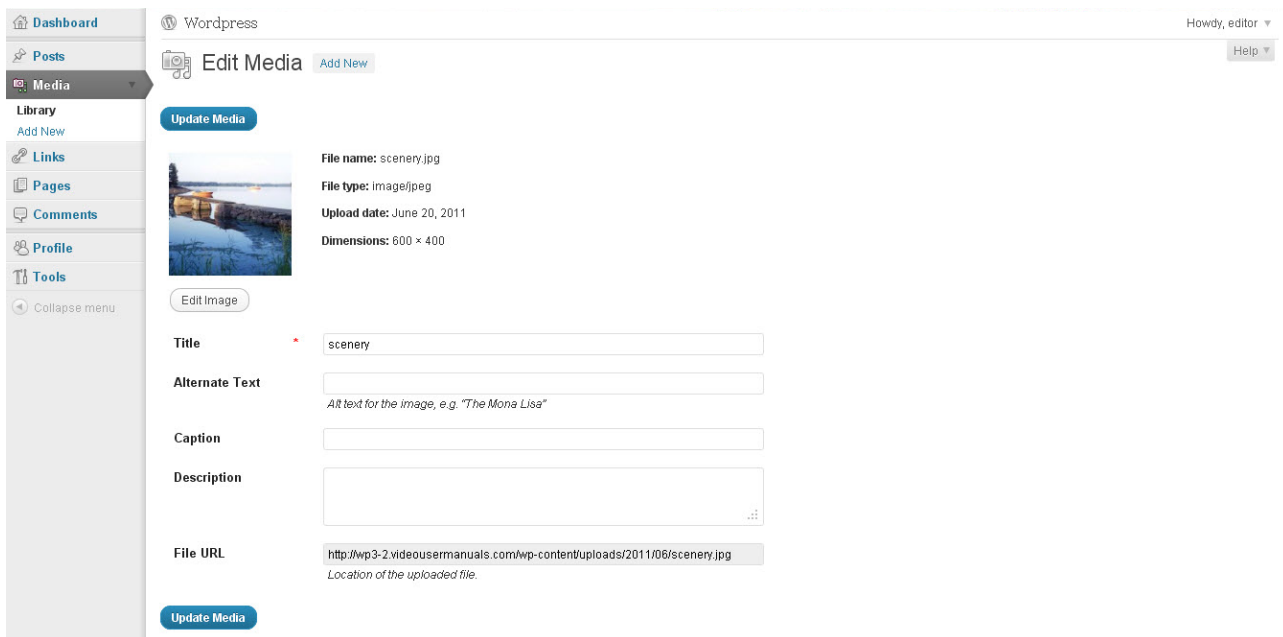 Dashboard
Posts
Media
Library
Add New
Links
Pages
Comments
Profile
Tools
Collapse menu
Wordpress
Howdy, editor
Help
Edit Media Add New
Update Media
File name: scenery.jpg
File type: image/jpeg
Upload date: June 20, 2011
Dimensions: 600 × 400
Edit Image
Title * scenery
Alternate Text
Alt text for the image, e.g. "The Mona Lisa"
Caption
Description
File URL http://wp3-2.videousermanuals.com/wp-content/uploads/2011/06/scenery.jpg
Location of the uploaded file.
Update Media